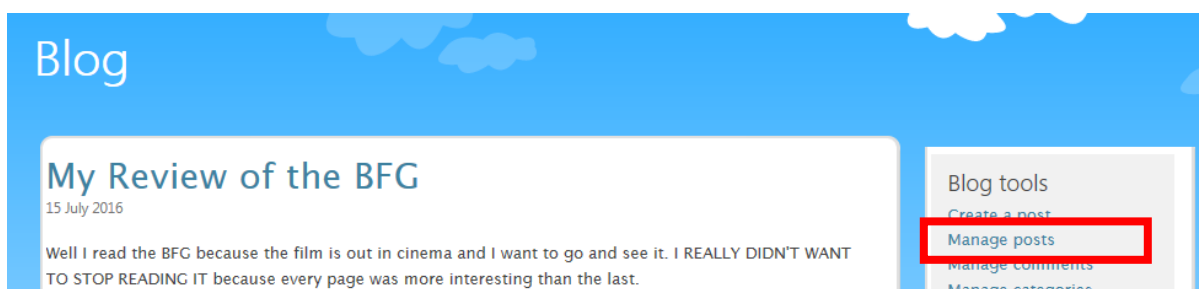 Blog
My Review of the BFG
15 July 2016
Well I read the BFG because the film is out in cinema and I want to go and see it. I REALLY DIDN'T WANT
TO STOP READING IT because every page was more interesting than the last.
Blog tools
Create a post
Manage posts
Manage comments
Manage categories